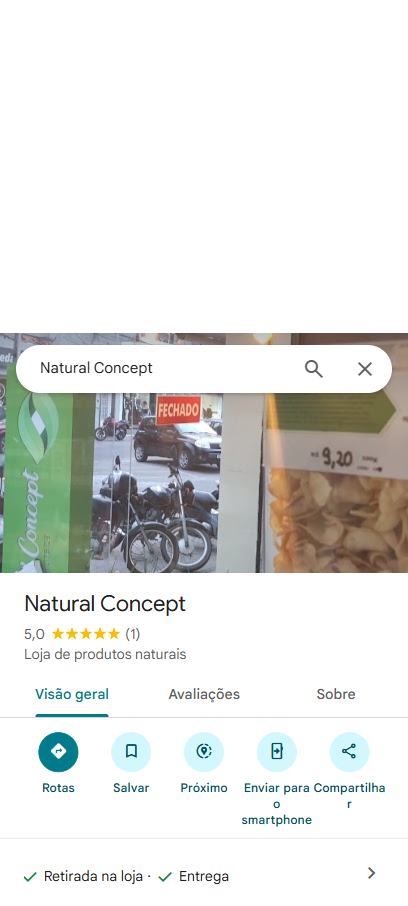 Natural Concept
FECHADO
Concept
9,20
Natural Concept
5,0 (1)
Loja de produtos naturais
Visão geral Avaliações Sobre
Rotas Salvar Próximo Enviar para o smartphone Compartilhar
Retirada na loja · Entrega